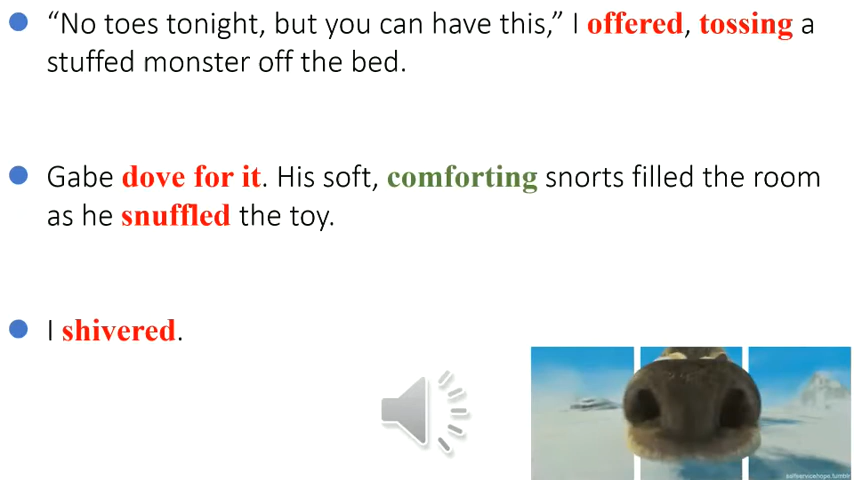 “No toes tonight, but you can have this,” I offered, tossing a
stuffed monster off the bed.
Gabe dove for it. His soft, comforting snorts filled the room
as he snuffled the toy.
I shivered.